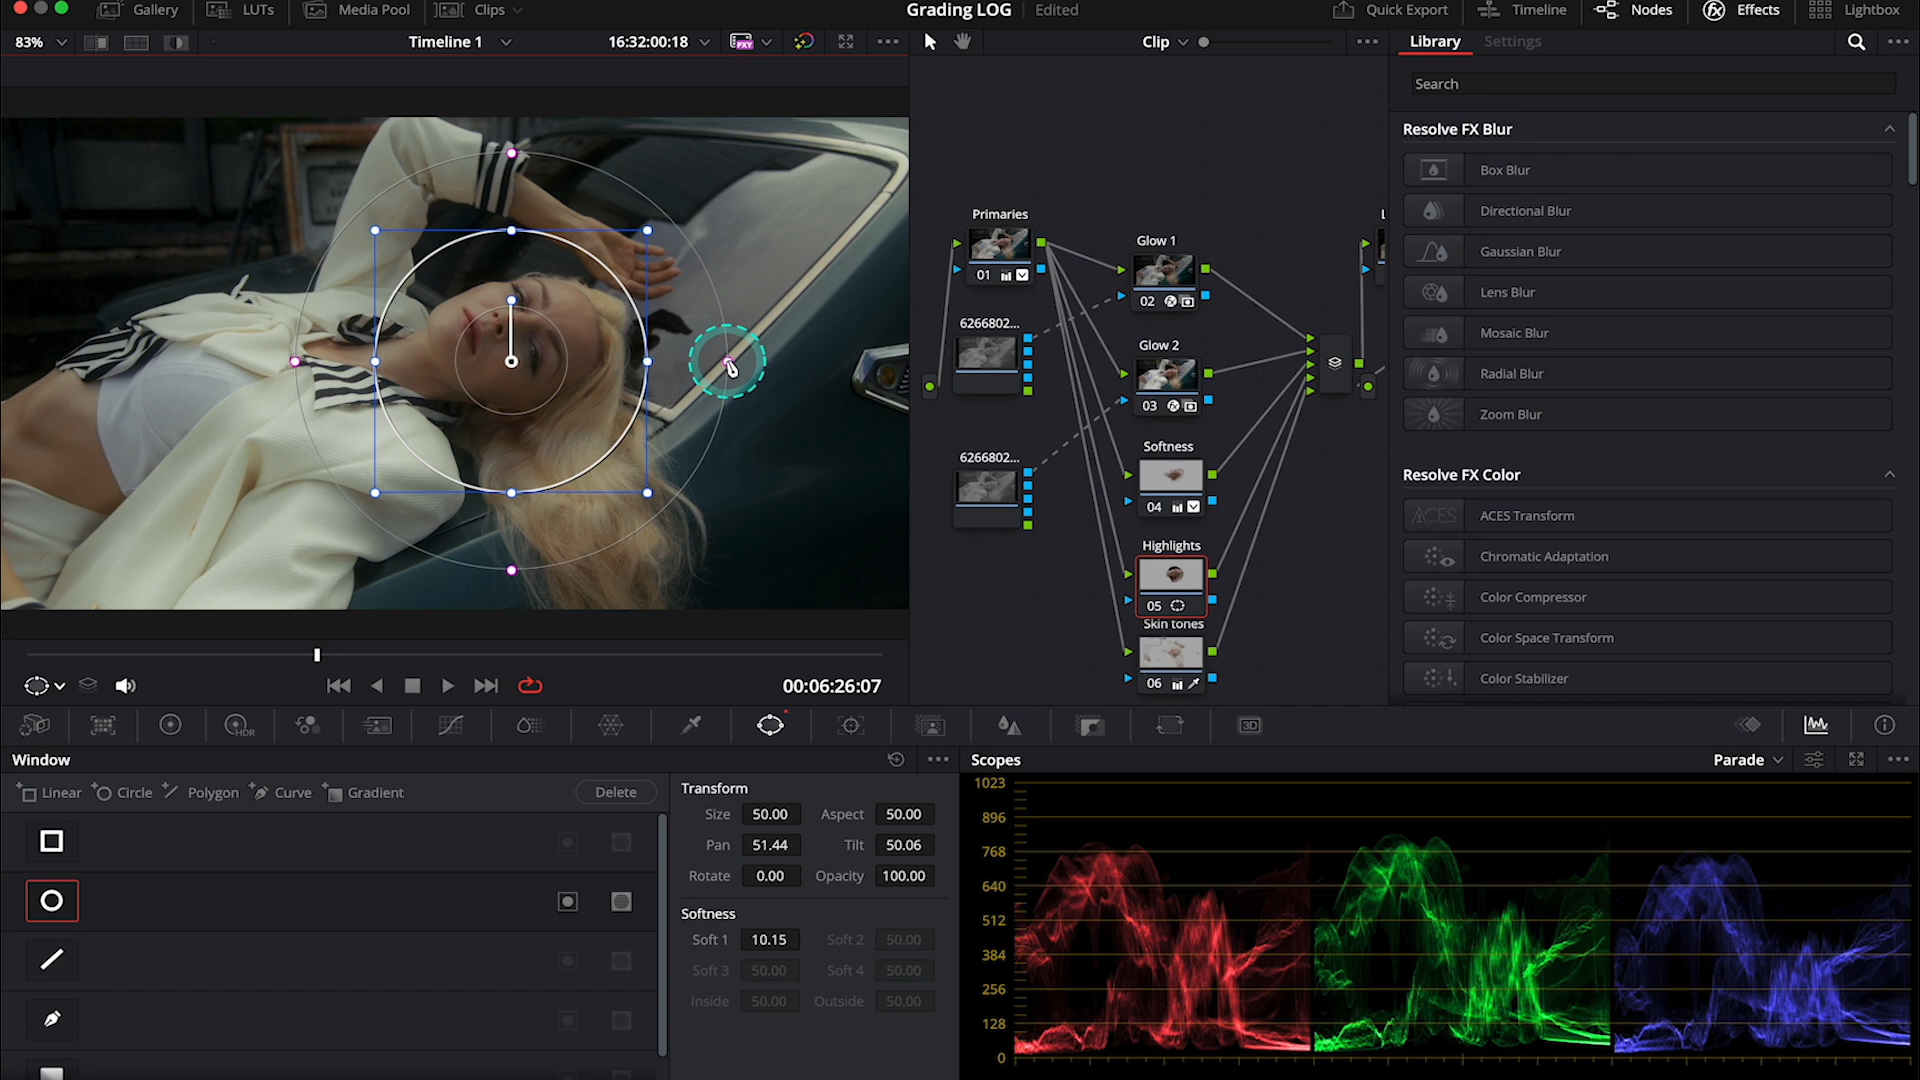 Gallery LUTs Media Pool Clips Grading LOG Edited Quick Export Timeline Nodes Effects Lightbox
83% Timeline 1 16:32:00:18 PXY Clip Library Settings
Search
Resolve FX Blur
Box Blur
Directional Blur
Gaussian Blur
Lens Blur
Mosaic Blur
Radial Blur
Zoom Blur
Resolve FX Color
ACES ACES Transform
Chromatic Adaptation
Color Compressor
Color Space Transform
Color Stabilizer
Primaries
01
Glow 1
02
6266802...
Glow 2
03
6266802...
Softness
04
Highlights
05
Skin tones
06
00:06:26:07
HDR 3D
Window
Linear Circle Polygon Curve Gradient Delete
Transform
Size 50.00 Aspect 50.00
Pan 51.44 Tilt 50.06
Rotate 0.00 Opacity 100.00
Softness
Soft 1 10.15 Soft 2 50.00
Soft 3 50.00 Soft 4 50.00
Inside 50.00 Outside 50.00
Scopes Parade
1023
896
768
640
512
384
256
128
0